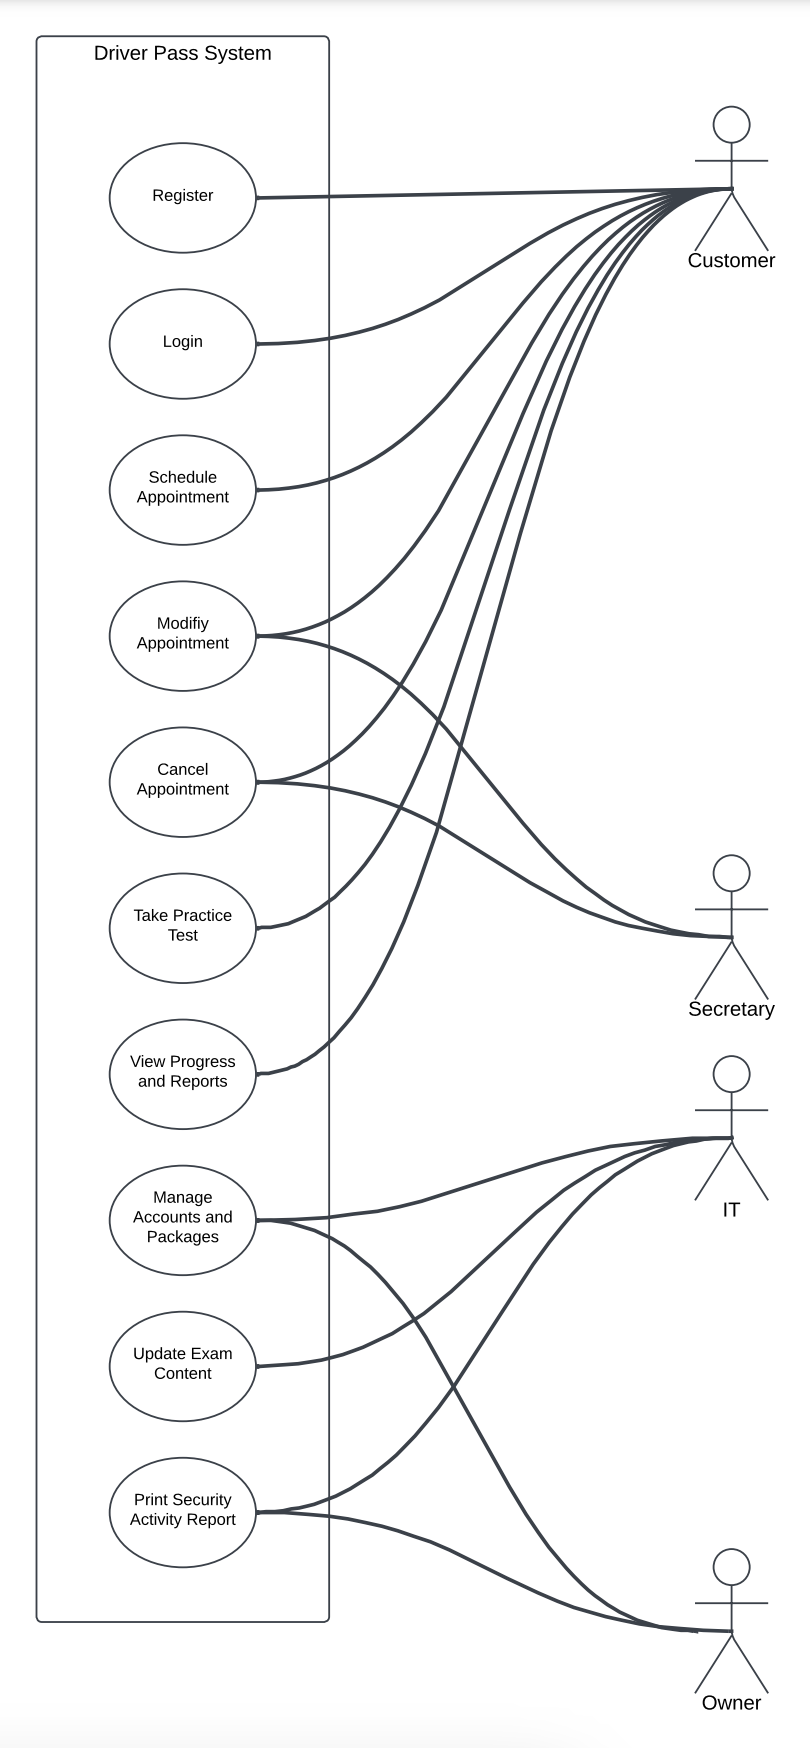 Driver Pass System
Register
Customer
Login
Schedule
Appointment
Modifiy
Appointment
Cancel
Appointment
Take Practice
Test
Secretary
View Progress
and Reports
Manage
Accounts and
Packages
IT
Update Exam
Content
Print Security
Activity Report
Owner